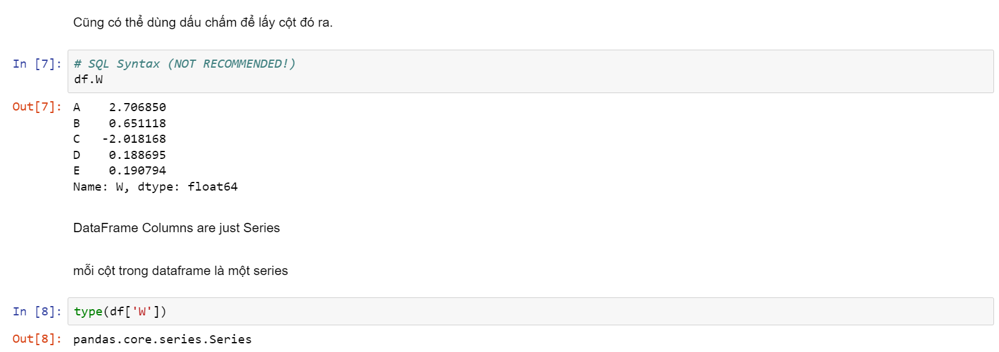 Cũng có thể dùng dấu chấm để lấy cột đó ra.
In [7]: # SQL Syntax (NOT RECOMMENDED!)
df.W
Out[7]: A    2.706850
B    0.651118
C   -2.018168
D    0.188695
E    0.190794
Name: W, dtype: float64
DataFrame Columns are just Series
mỗi cột trong dataframe là một series
In [8]: type(df['W'])
Out[8]: pandas.core.series.Series